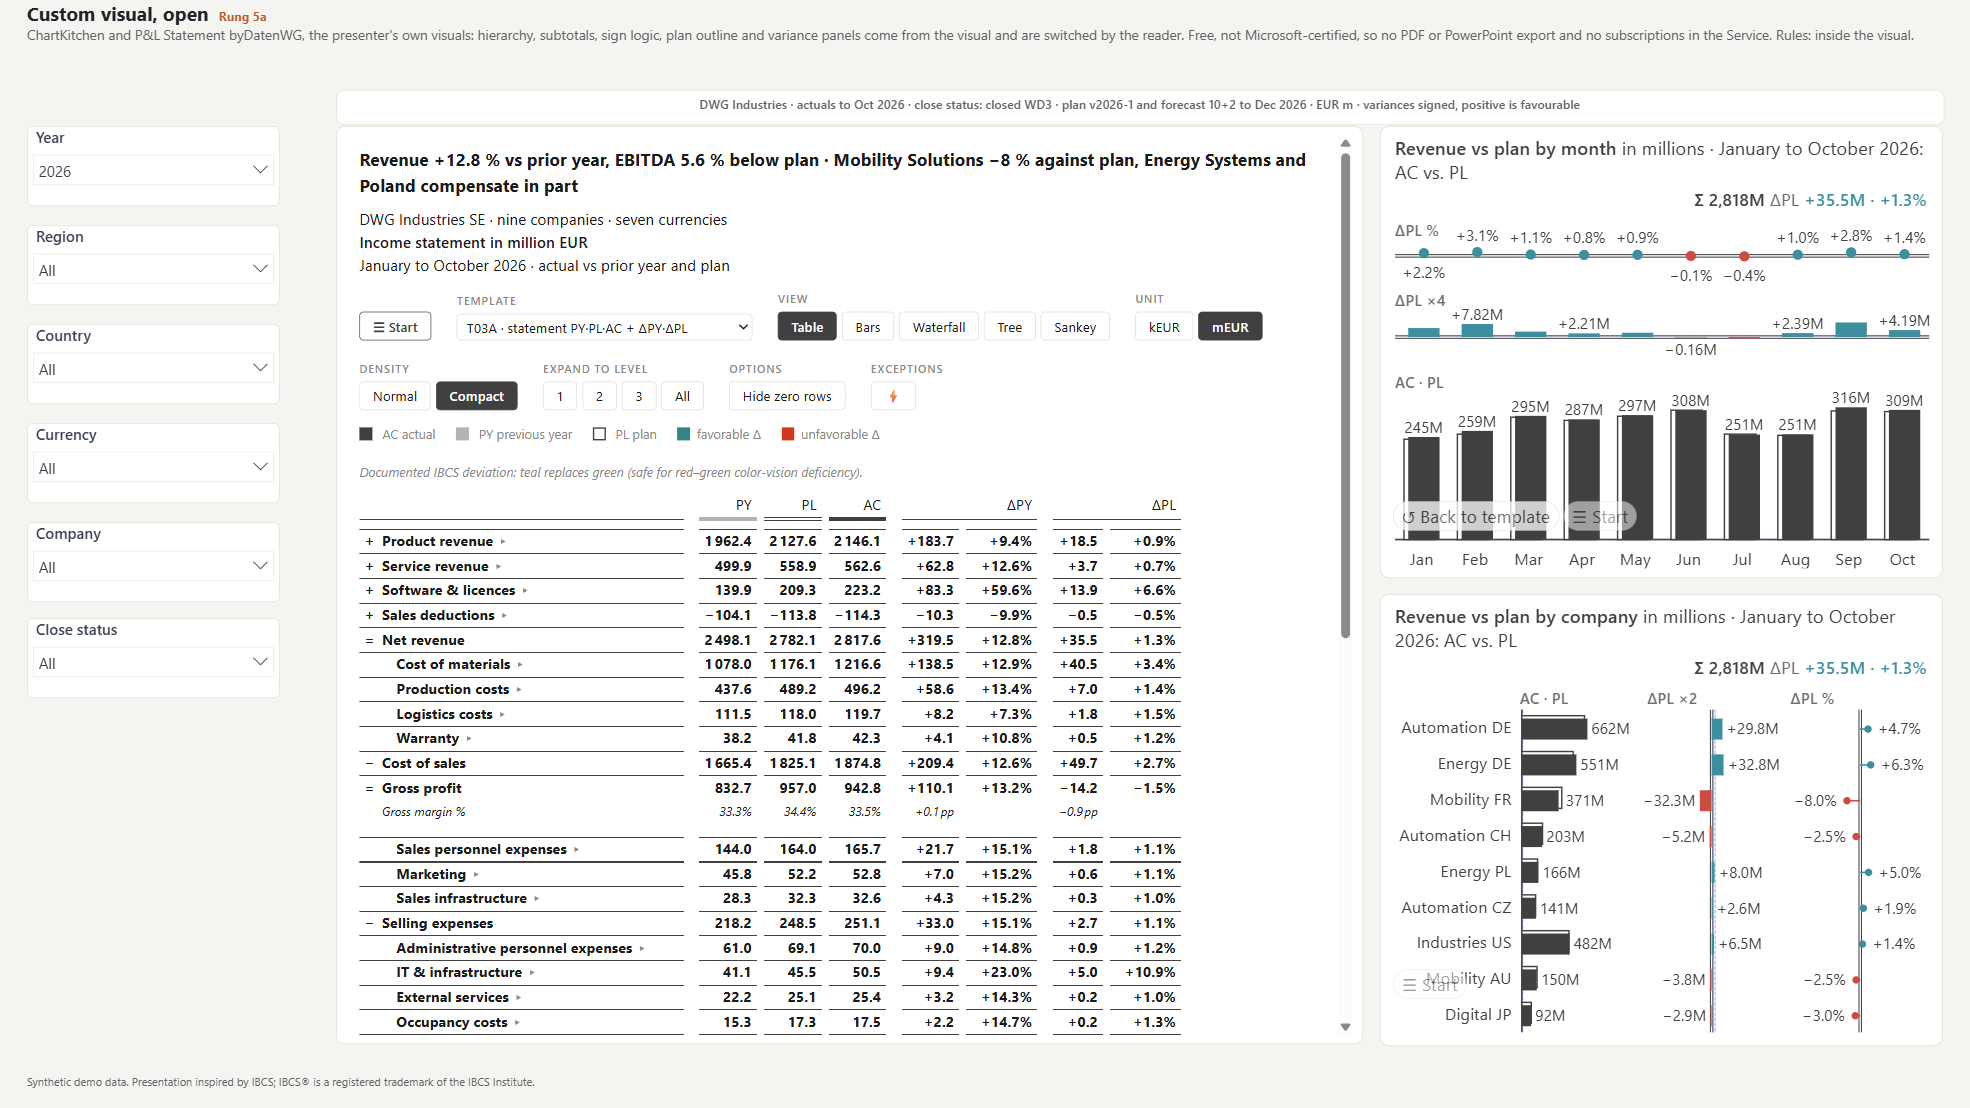 Custom visual, open Rung 5a
ChartKitchen and P&L Statement byDatenWG, the presenter's own visuals: hierarchy, subtotals, sign logic, plan outline and variance panels come from the visual and are switched by the reader. Free, not Microsoft-certified, so no PDF or PowerPoint export and no subscriptions in the Service. Rules: inside the visual.
DWG Industries · actuals to Oct 2026 · close status: closed WD3 · plan v2026-1 and forecast 10+2 to Dec 2026 · EUR m · variances signed, positive is favourable
Year
2026
Region
All
Country
All
Currency
All
Company
All
Close status
All
Revenue +12.8 % vs prior year, EBITDA 5.6 % below plan · Mobility Solutions −8 % against plan, Energy Systems and
Poland compensate in part
DWG Industries SE · nine companies · seven currencies
Income statement in million EUR
January to October 2026 · actual vs prior year and plan
TEMPLATE VIEW UNIT
☰ Start T03A · statement PY·PL·AC + ΔPY·ΔPL Table Bars Waterfall Tree Sankey kEUR mEUR
DENSITY EXPAND TO LEVEL OPTIONS EXCEPTIONS
Normal Compact 1 2 3 All Hide zero rows
AC actual PY previous year PL plan favorable Δ unfavorable Δ
Documented IBCS deviation: teal replaces green (safe for red–green color-vision deficiency).
PY PL AC ΔPY ΔPL
+ Product revenue 1 962.4 2 127.6 2 146.1 +183.7 +9.4% +18.5 +0.9%
+ Service revenue 499.9 558.9 562.6 +62.8 +12.6% +3.7 +0.7%
+ Software & licences 139.9 209.3 223.2 +83.3 +59.6% +13.9 +6.6%
+ Sales deductions −104.1 −113.8 −114.3 −10.3 −9.9% −0.5 −0.5%
= Net revenue 2 498.1 2 782.1 2 817.6 +319.5 +12.8% +35.5 +1.3%
Cost of materials 1 078.0 1 176.1 1 216.6 +138.5 +12.9% +40.5 +3.4%
Production costs 437.6 489.2 496.2 +58.6 +13.4% +7.0 +1.4%
Logistics costs 111.5 118.0 119.7 +8.2 +7.3% +1.8 +1.5%
Warranty 38.2 41.8 42.3 +4.1 +10.8% +0.5 +1.2%
− Cost of sales 1 665.4 1 825.1 1 874.8 +209.4 +12.6% +49.7 +2.7%
= Gross profit 832.7 957.0 942.8 +110.1 +13.2% −14.2 −1.5%
Gross margin % 33.3% 34.4% 33.5% +0.1 pp −0.9 pp
Sales personnel expenses 144.0 164.0 165.7 +21.7 +15.1% +1.8 +1.1%
Marketing 45.8 52.2 52.8 +7.0 +15.2% +0.6 +1.1%
Sales infrastructure 28.3 32.3 32.6 +4.3 +15.2% +0.3 +1.0%
− Selling expenses 218.2 248.5 251.1 +33.0 +15.1% +2.7 +1.1%
Administrative personnel expenses 61.0 69.1 70.0 +9.0 +14.8% +0.9 +1.2%
IT & infrastructure 41.1 45.5 50.5 +9.4 +23.0% +5.0 +10.9%
External services 22.2 25.1 25.4 +3.2 +14.3% +0.2 +1.0%
Occupancy costs 15.3 17.3 17.5 +2.2 +14.7% +0.2 +1.3%
Revenue vs plan by month in millions · January to October 2026:
AC vs. PL
Σ 2,818M ΔPL +35.5M · +1.3%
ΔPL % +3.1% +1.1% +0.8% +0.9% +1.0% +2.8% +1.4%
+2.2% −0.1% −0.4%
ΔPL ×4 +7.82M +2.21M +2.39M +4.19M
−0.16M
AC · PL
245M 259M 295M 287M 297M 308M 251M 251M 316M 309M
↺ Back to template ☰ Start
Jan Feb Mar Apr May Jun Jul Aug Sep Oct
Revenue vs plan by company in millions · January to October
2026: AC vs. PL
Σ 2,818M ΔPL +35.5M · +1.3%
AC · PL ΔPL ×2 ΔPL %
Automation DE 662M +29.8M +4.7%
Energy DE 551M +32.8M +6.3%
Mobility FR 371M −32.3M −8.0%
Automation CH 203M −5.2M −2.5%
Energy PL 166M +8.0M +5.0%
Automation CZ 141M +2.6M +1.9%
Industries US 482M +6.5M +1.4%
Mobility AU 150M −3.8M −2.5%
☰ Start
Digital JP 92M −2.9M −3.0%
Synthetic demo data. Presentation inspired by IBCS; IBCS® is a registered trademark of the IBCS Institute.